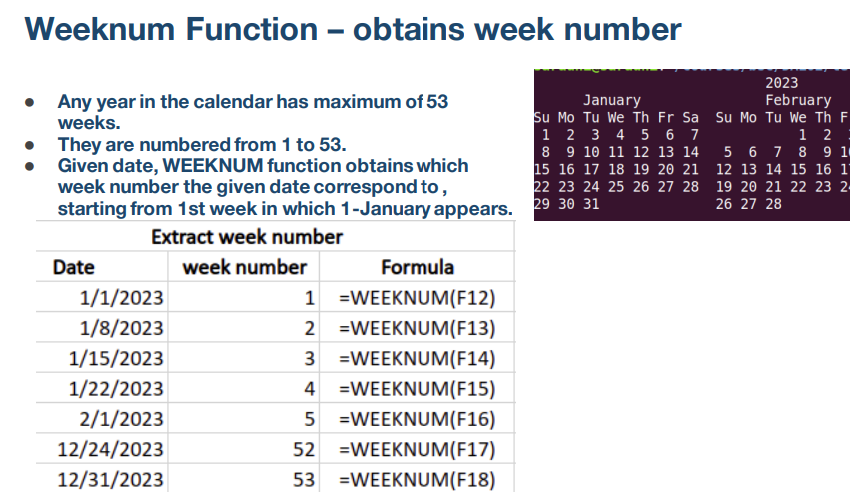 Weeknum Function – obtains week number
● Any year in the calendar has maximum of 53
weeks.
● They are numbered from 1 to 53.
● Given date, WEEKNUM function obtains which
week number the given date correspond to ,
starting from 1st week in which 1-January appears.
2023
January February
Su Mo Tu We Th Fr Sa Su Mo Tu We Th F
1 2 3 4 5 6 7 1 2
8 9 10 11 12 13 14 5 6 7 8 9
15 16 17 18 19 20 21 12 13 14 15 16
22 23 24 25 26 27 28 19 20 21 22 23
29 30 31 26 27 28
Extract week number
Date week number Formula
1/1/2023 1 =WEEKNUM(F12)
1/8/2023 2 =WEEKNUM(F13)
1/15/2023 3 =WEEKNUM(F14)
1/22/2023 4 =WEEKNUM(F15)
2/1/2023 5 =WEEKNUM(F16)
12/24/2023 52 =WEEKNUM(F17)
12/31/2023 53 =WEEKNUM(F18)